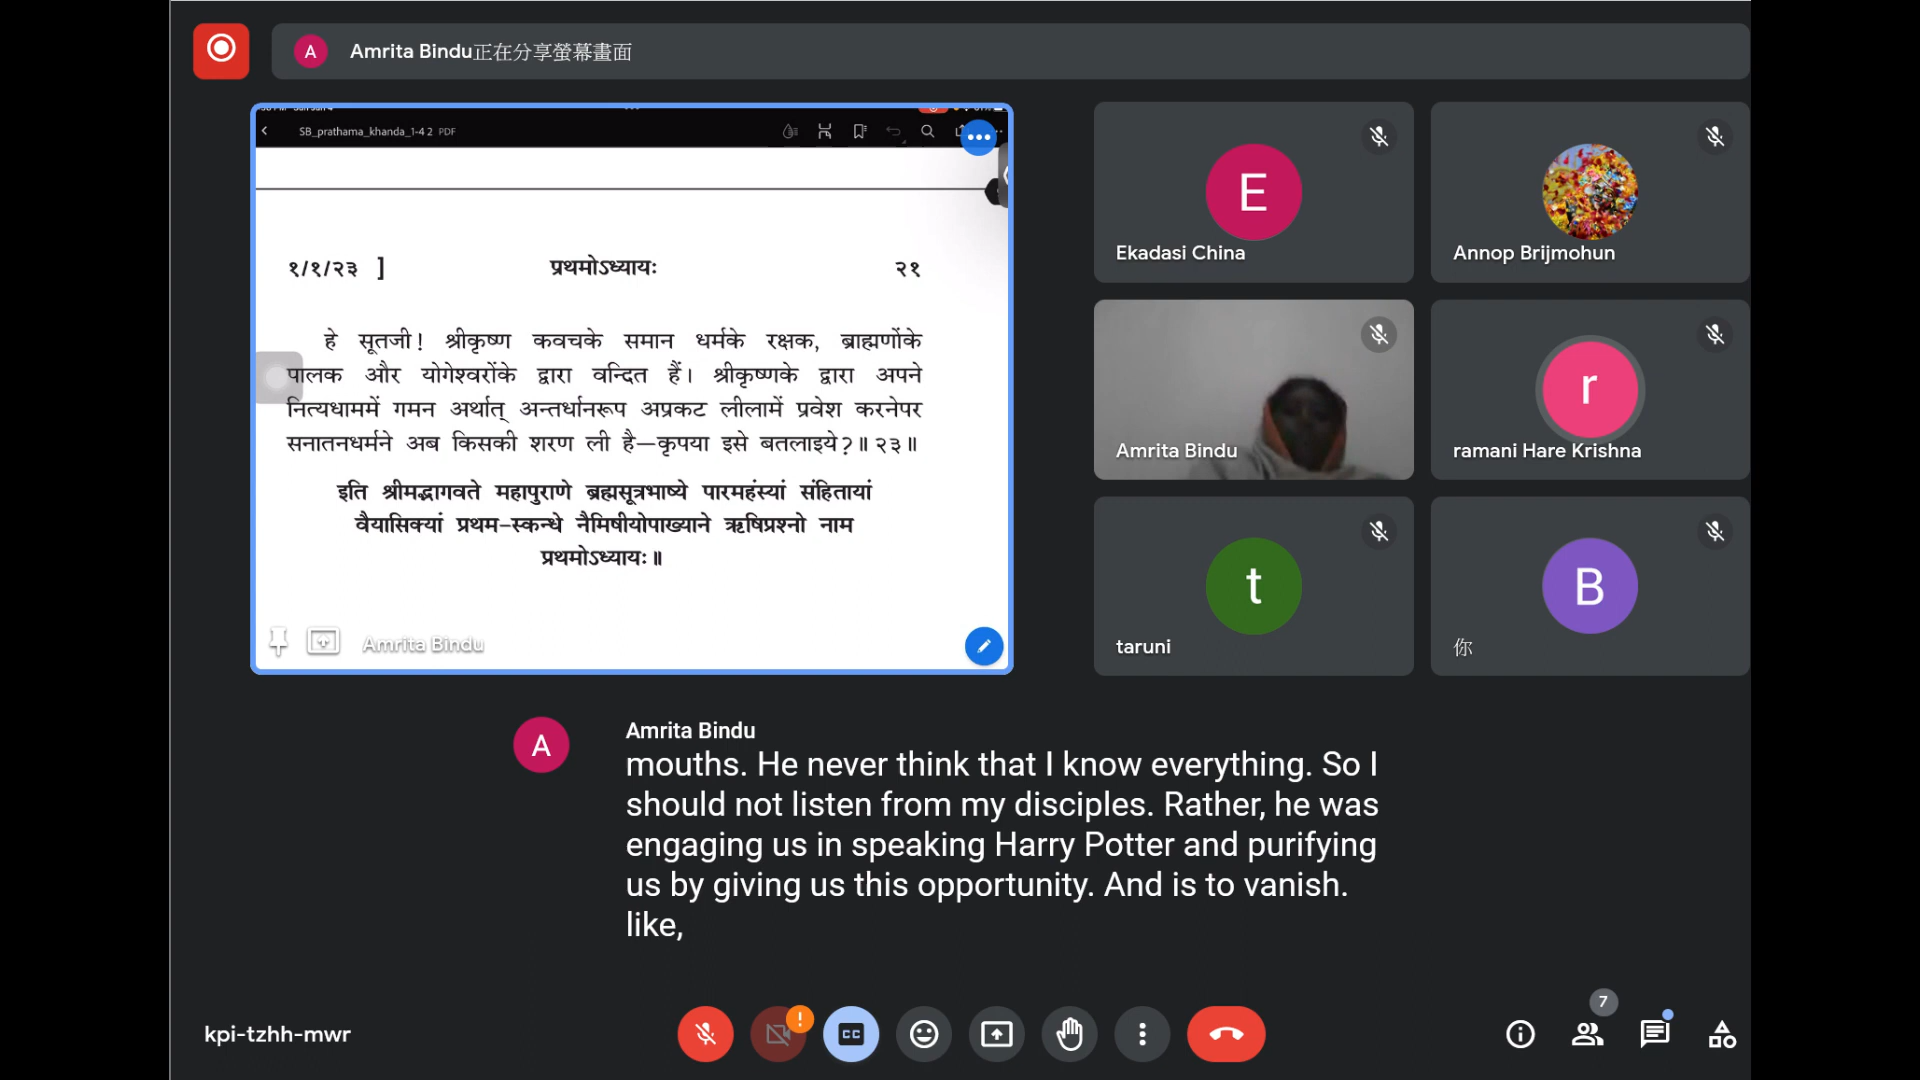 A Amrita Bindu正在分享螢幕畫面
SB_prathama_khanda_1-4 2 PDF
१/१/२३ ] प्रथमोऽध्यायः २१
हे सूतजी! श्रीकृष्ण कवचके समान धर्मके रक्षक, ब्राह्मणोंके
पालक और योगेश्वरोंके द्वारा वन्दित हैं। श्रीकृष्णके द्वारा अपने
नित्यधाममें गमन अर्थात् अन्तर्धानरूप अप्रकट लीलामें प्रवेश करनेपर
सनातनधर्मने अब किसकी शरण ली है—कृपया इसे बतलाइये?॥ २३॥
इति श्रीमद्भागवते महापुराणे ब्रह्मसूत्रभाष्ये पारमहंस्यां संहितायां
वैयासिक्यां प्रथम-स्कन्धे नैमिषीयोपाख्याने ऋषिप्रश्नो नाम
प्रथमोऽध्यायः॥
Amrita Bindu
E
Ekadasi China
Annop Brijmohun
Amrita Bindu
r
ramani Hare Krishna
t
taruni
B
你
A
Amrita Bindu
mouths. He never think that I know everything. So I
should not listen from my disciples. Rather, he was
engaging us in speaking Harry Potter and purifying
us by giving us this opportunity. And is to vanish.
like,
kpi-tzhh-mwr
!
CC
7